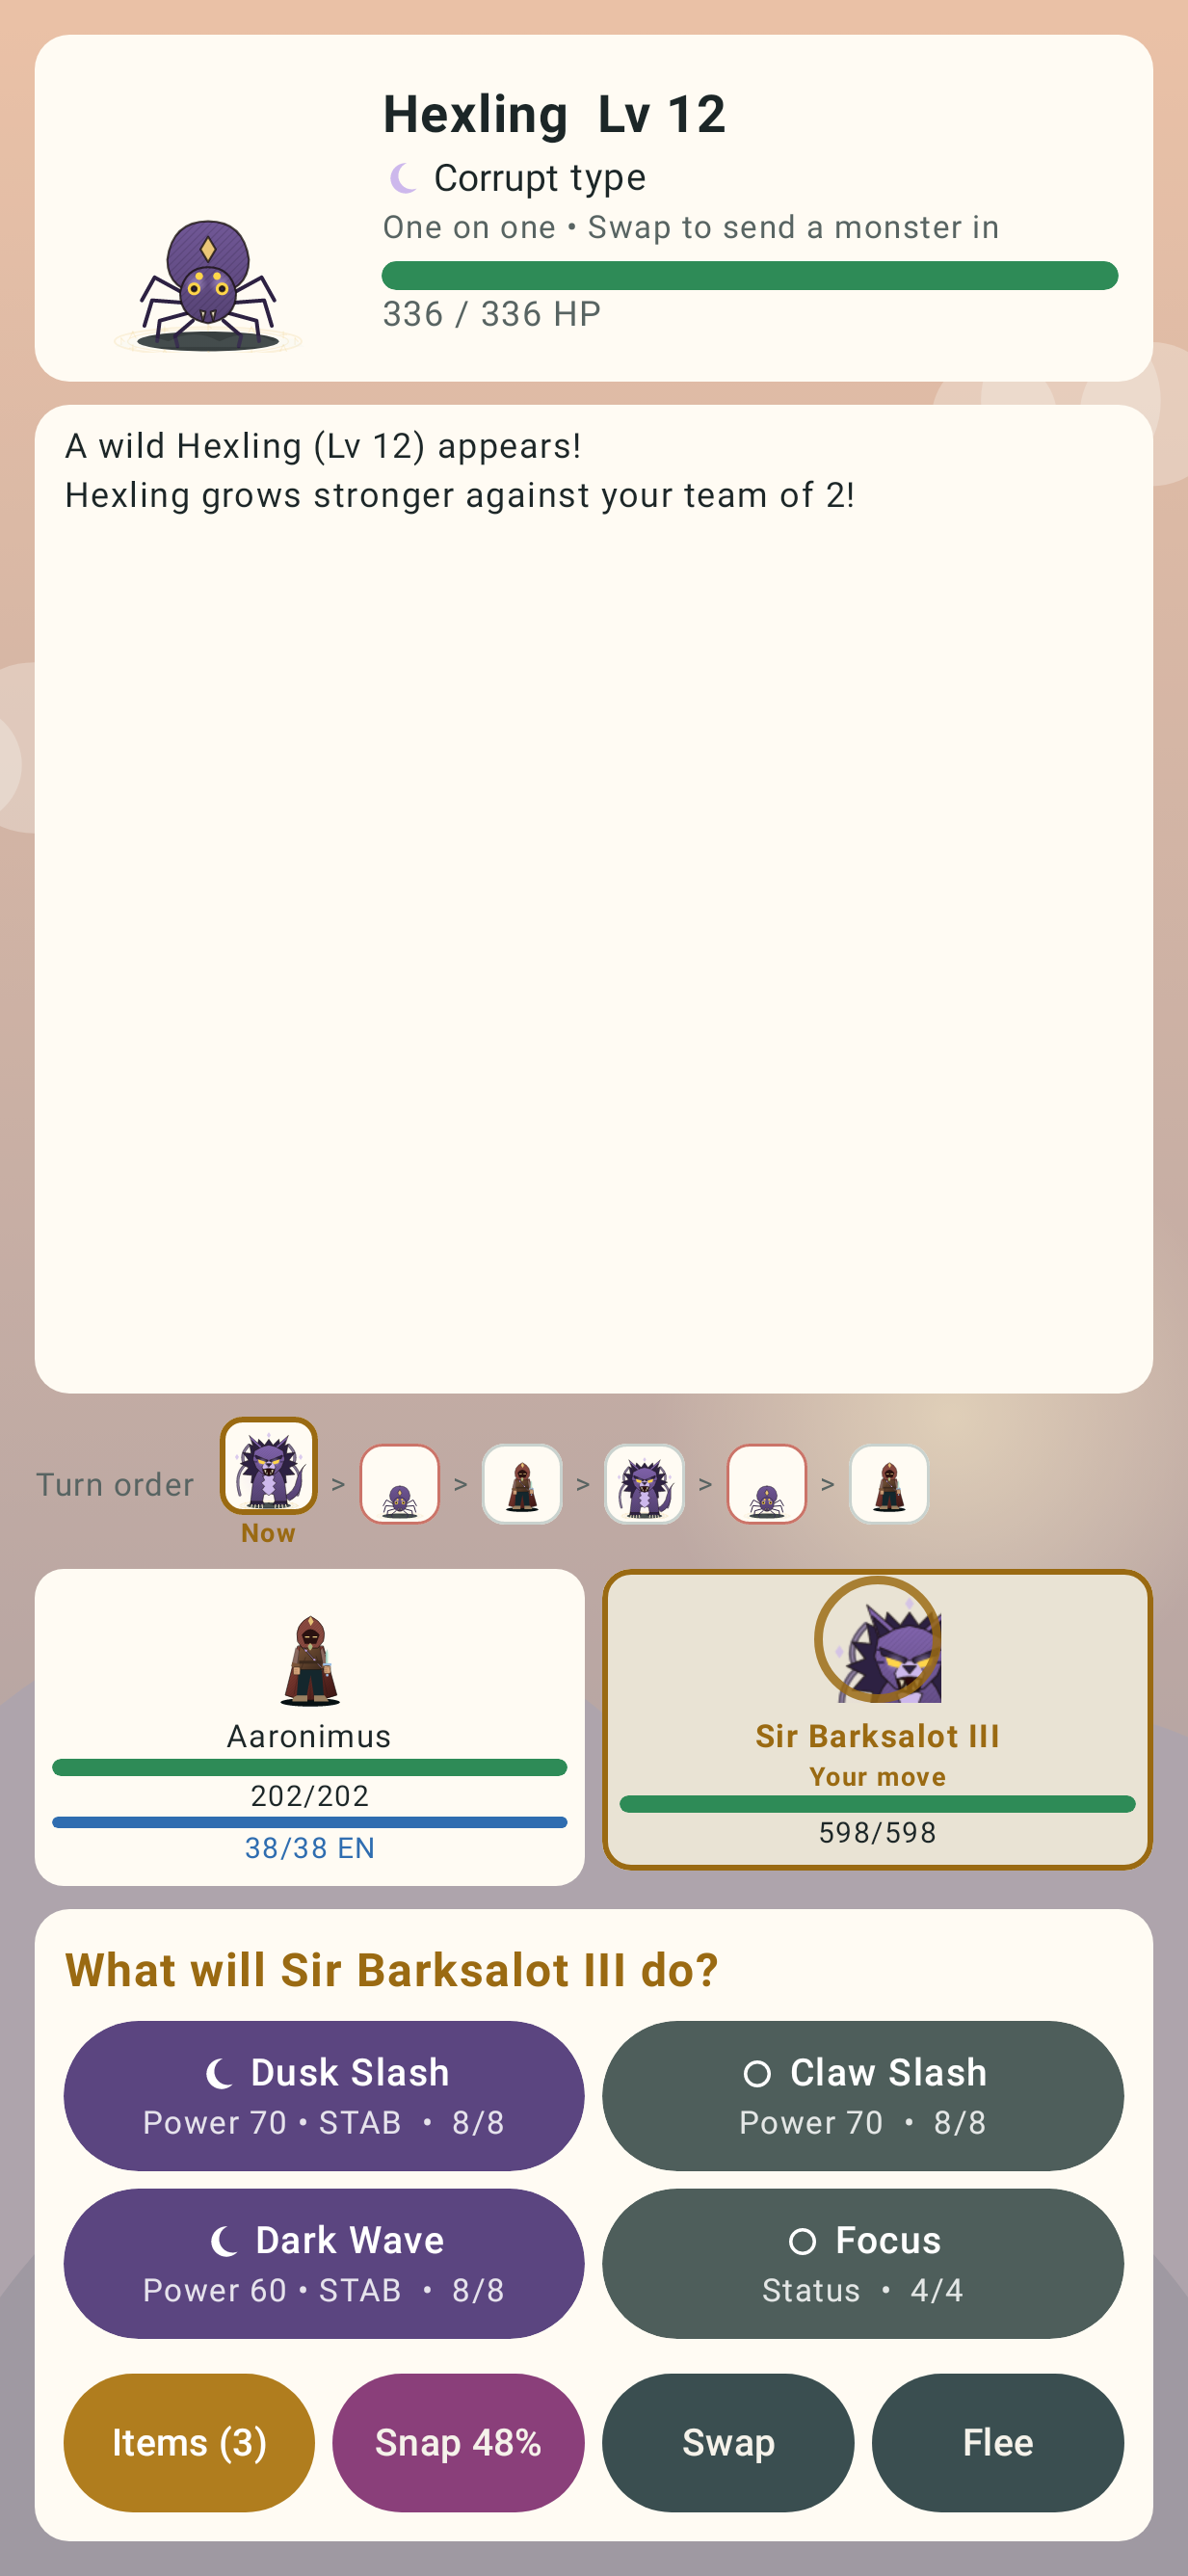 Hexling Lv 12
Corrupt type
One on one • Swap to send a monster in
336 / 336 HP
A wild Hexling (Lv 12) appears!
Hexling grows stronger against your team of 2!
Turn order > > > > >
Now
Aaronimus
202/202
38/38 EN
Sir Barksalot III
Your move
598/598
What will Sir Barksalot III do?
Dusk Slash
Power 70 • STAB • 8/8
Claw Slash
Power 70 • 8/8
Dark Wave
Power 60 • STAB • 8/8
Focus
Status • 4/4
Items (3)
Snap 48%
Swap
Flee